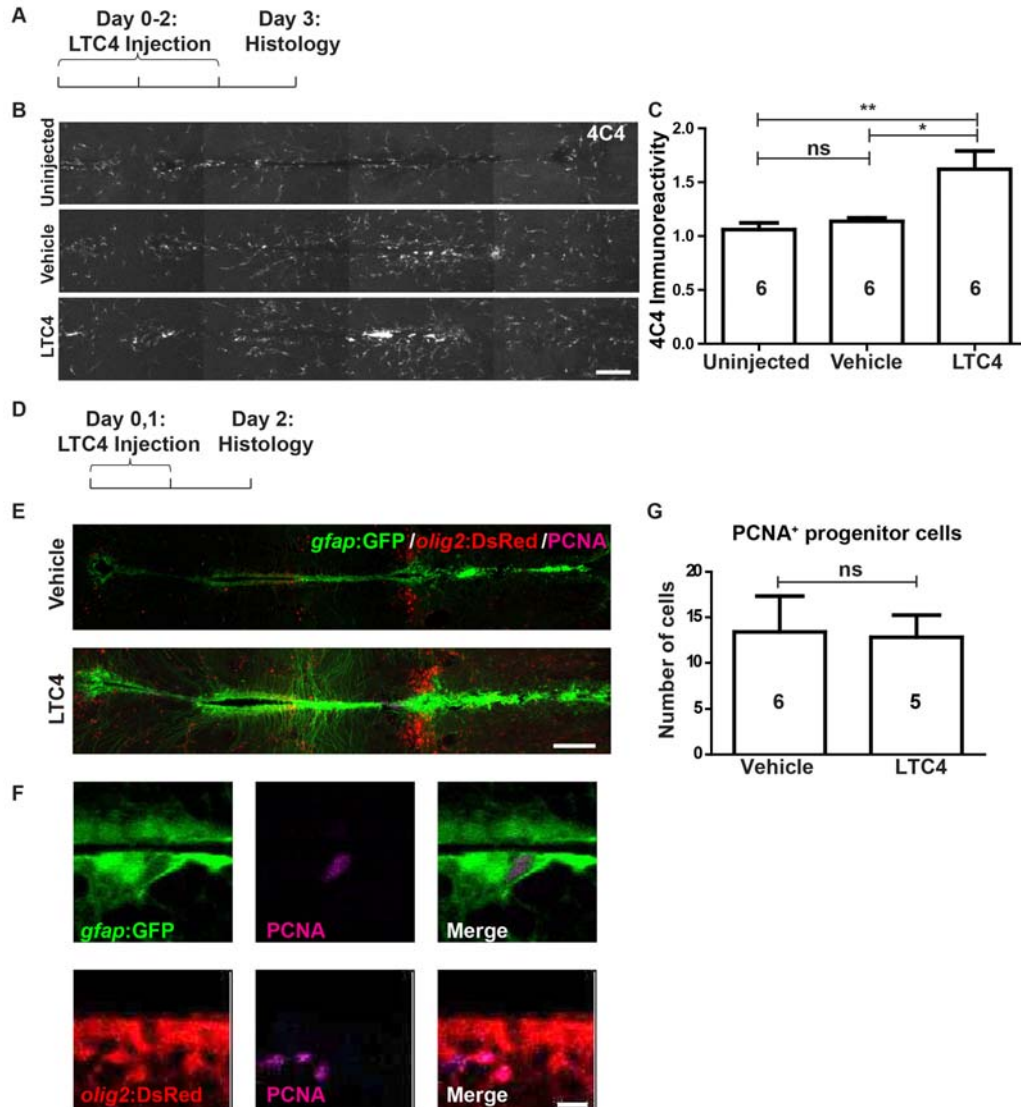 A
Day 0-2:
LTC4 Injection
Day 3:
Histology
B
Uninjected
4C4
Vehicle
LTC4
C
4C4 Immunoreactivity
2.0
1.5
1.0
0.5
0.0
**
*
ns
6
6
6
Uninjected
Vehicle
LTC4
D
Day 0,1:
LTC4 Injection
Day 2:
Histology
E
Vehicle
gfap:GFP /olig2:DsRed/PCNA
LTC4
F
gfap:GFP
PCNA
Merge
olig2:DsRed
PCNA
Merge
G
PCNA⁺ progenitor cells
Number of cells
20
15
10
5
0
ns
6
5
Vehicle
LTC4